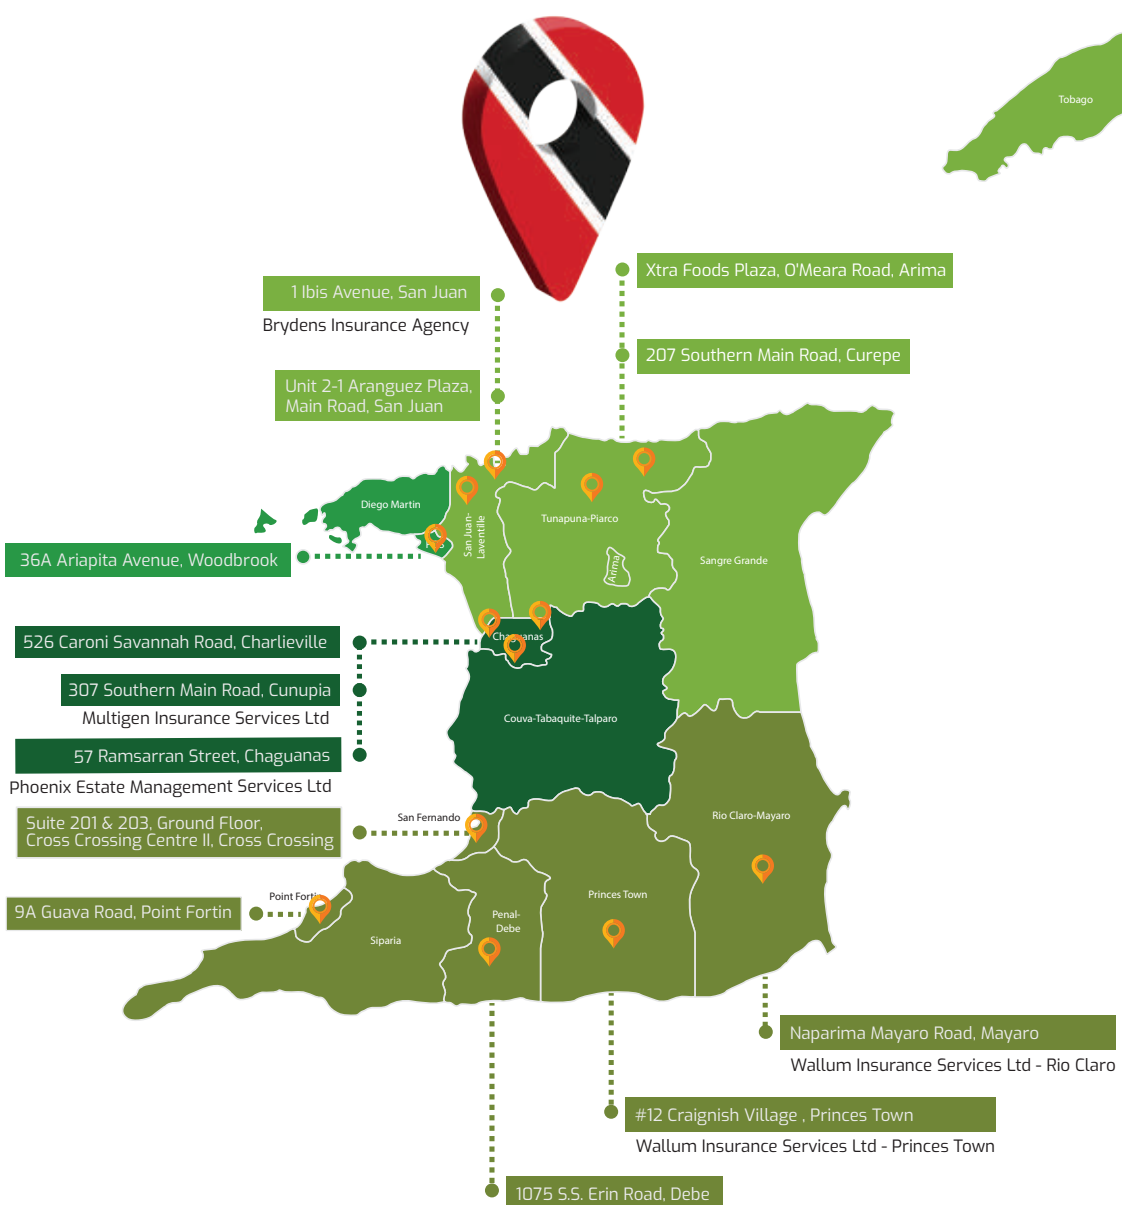 Tobago
Xtra Foods Plaza, O'Meara Road, Arima
1 Ibis Avenue, San Juan
Brydens Insurance Agency
207 Southern Main Road, Curepe
Unit 2-1 Aranguez Plaza,
Main Road, San Juan
Diego Martin
San Juan-
Laventille
Tunapuna-Piarco
Arima
Sangre Grande
36A Ariapita Avenue, Woodbrook
526 Caroni Savannah Road, Charlieville
Chaguanas
307 Southern Main Road, Cunupia
Multigen Insurance Services Ltd
Couva-Tabaquite-Talparo
57 Ramsarran Street, Chaguanas
Phoenix Estate Management Services Ltd
Suite 201 & 203, Ground Floor,
Cross Crossing Centre II, Cross Crossing
San Fernando
Rio Claro-Mayaro
Point Fortin
9A Guava Road, Point Fortin
Princes Town
Penal-
Debe
Siparia
Naparima Mayaro Road, Mayaro
Wallum Insurance Services Ltd - Rio Claro
#12 Craignish Village , Princes Town
Wallum Insurance Services Ltd - Princes Town
1075 S.S. Erin Road, Debe